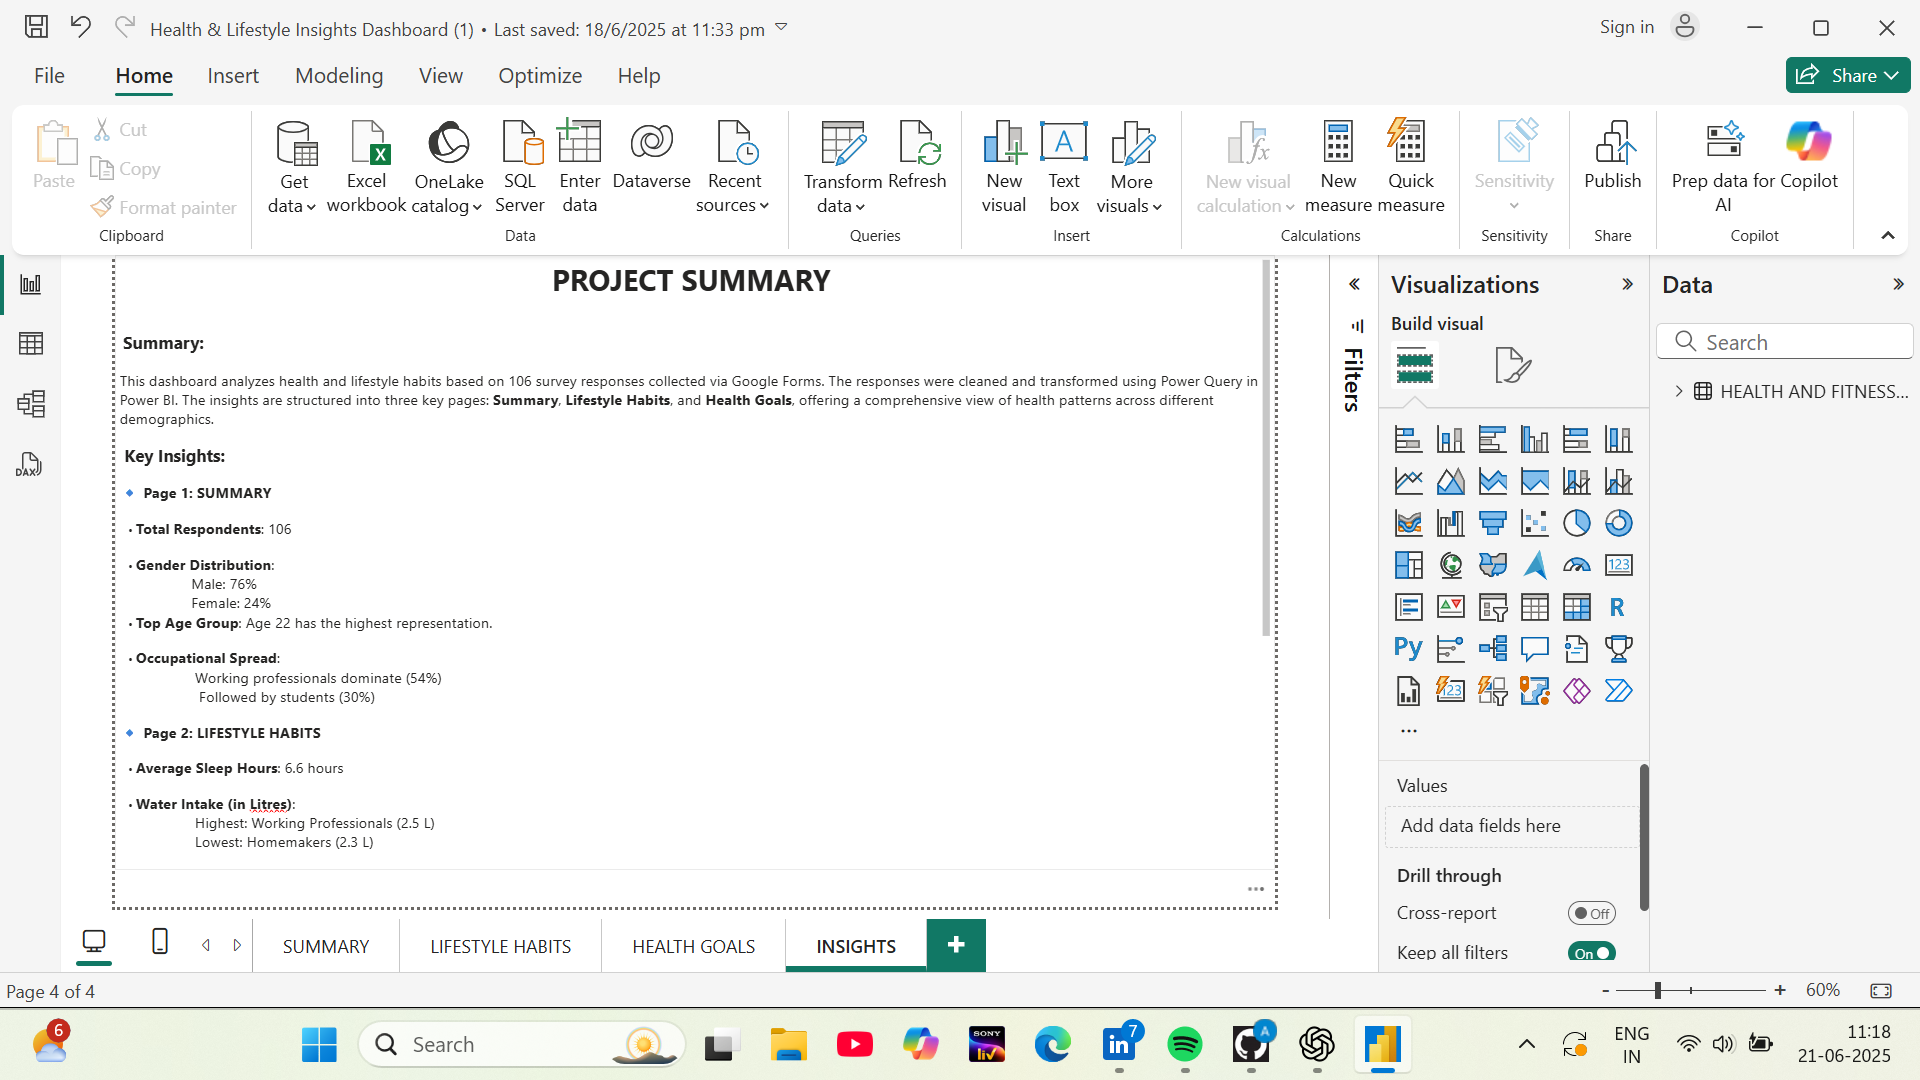 Health & Lifestyle Insights Dashboard (1) • Last saved: 18/6/2025 at 11:33 pm
Sign in
File
Home
Insert
Modeling
View
Optimize
Help
Share
Paste
Cut
Copy
Format painter
Clipboard
Get data
Excel workbook
OneLake catalog
SQL Server
Enter data
Dataverse
Recent sources
Data
Transform data
Refresh
Queries
New visual
A
Text box
More visuals
Insert
New visual calculation
New measure
Quick measure
Calculations
Sensitivity
Sensitivity
Publish
Share
Prep data for AI
Copilot
Copilot
PROJECT SUMMARY
Summary:
This dashboard analyzes health and lifestyle habits based on 106 survey responses collected via Google Forms. The responses were cleaned and transformed using Power Query in
Power BI. The insights are structured into three key pages: Summary, Lifestyle Habits, and Health Goals, offering a comprehensive view of health patterns across different
demographics.
Key Insights:
🔹 Page 1: SUMMARY
• Total Respondents: 106
• Gender Distribution:
Male: 76%
Female: 24%
• Top Age Group: Age 22 has the highest representation.
• Occupational Spread:
Working professionals dominate (54%)
Followed by students (30%)
🔹 Page 2: LIFESTYLE HABITS
• Average Sleep Hours: 6.6 hours
• Water Intake (in Litres):
Highest: Working Professionals (2.5 L)
Lowest: Homemakers (2.3 L)
DAX
Filters
Visualizations
Build visual
123
R
Py
123
...
Values
Add data fields here
Drill through
Cross-report
Off
Keep all filters
On
Data
Search
HEALTH AND FITNESS...
SUMMARY
LIFESTYLE HABITS
HEALTH GOALS
INSIGHTS
+
Page 4 of 4
- + 60%
6
Search
SONY
liv
in
7
A
ENG
IN
11:18
21-06-2025